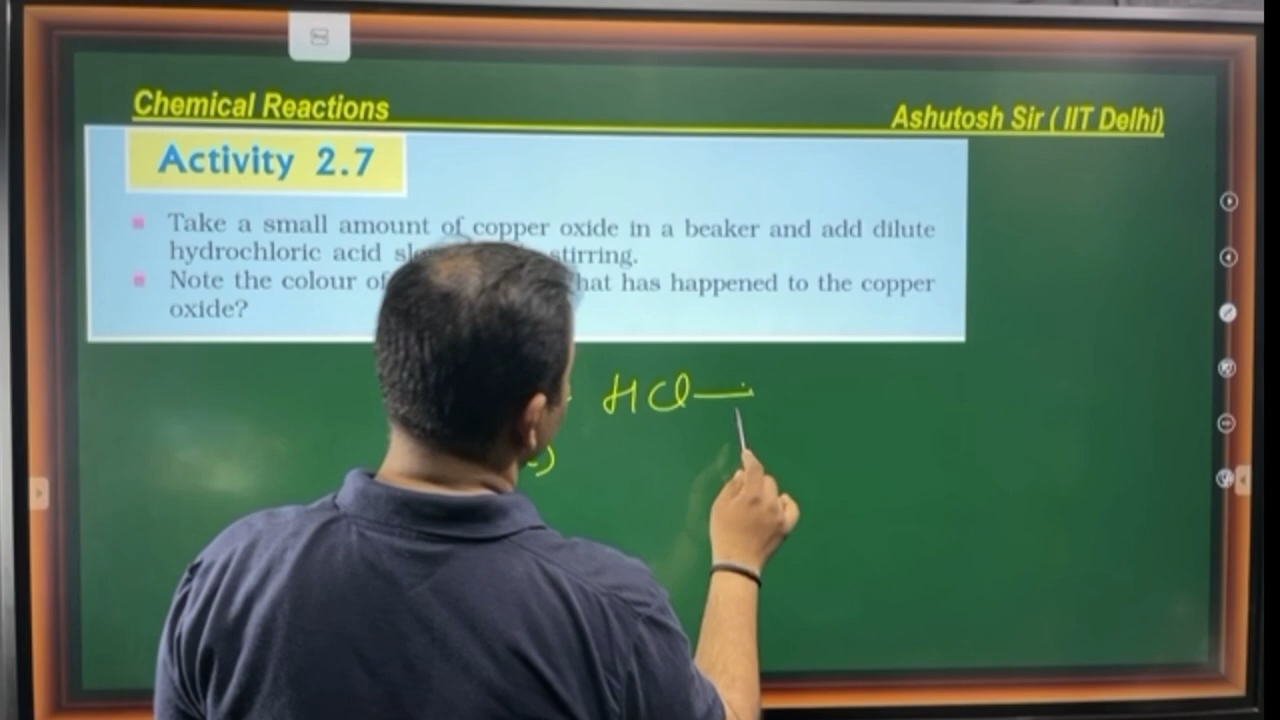 Chemical Reactions
Ashutosh Sir ( IIT Delhi)
Activity 2.7
Take a small amount of copper oxide in a beaker and add dilute
hydrochloric acid stirring.
Note the colour of hat has happened to the copper
oxide?
HCl